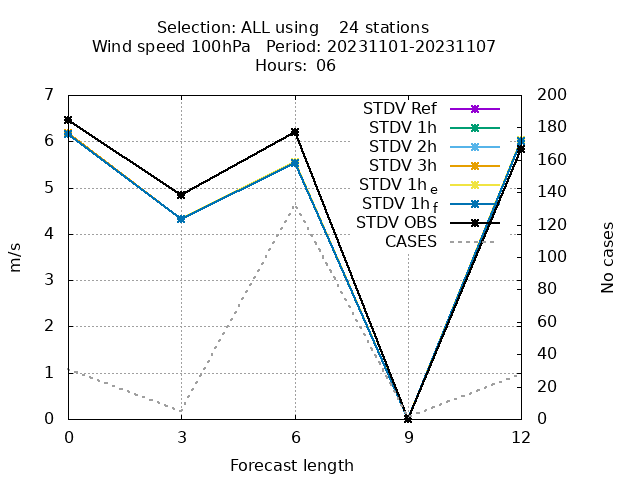 Selection: ALL using    24 stations
Wind speed 100hPa   Period: 20231101-20231107
Hours:  06
7 200
STDV Ref
6 180
STDV 1h
STDV 2h
5 160
STDV 3h
STDV 1h e
4 140
STDV 1h f
STDV OBS
3 120
CASES
2 100
1 80
0 60
40
20
0
m/s
No cases
0 3 6 9 12
Forecast length